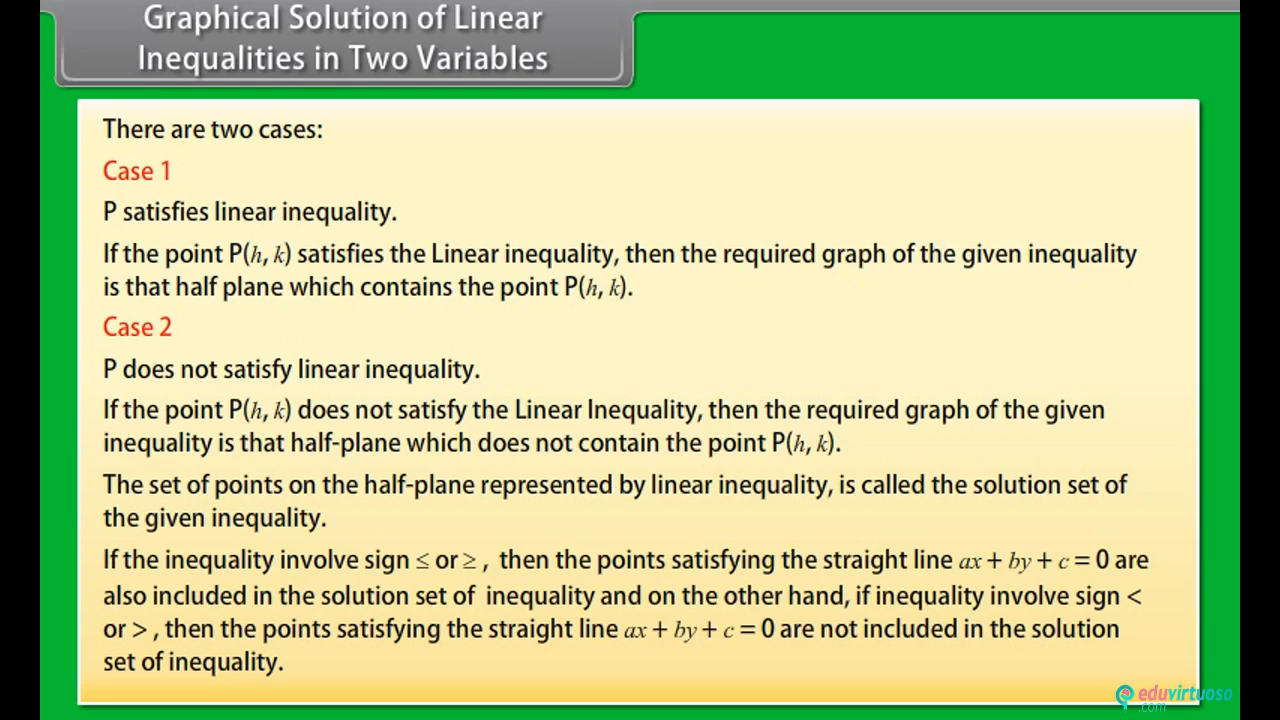 Graphical Solution of Linear
Inequalities in Two Variables
There are two cases:
Case 1
P satisfies linear inequality.
If the point P(h, k) satisfies the Linear inequality, then the required graph of the given inequality
is that half plane which contains the point P(h, k).
Case 2
P does not satisfy linear inequality.
If the point P(h, k) does not satisfy the Linear Inequality, then the required graph of the given
inequality is that half-plane which does not contain the point P(h, k).
The set of points on the half-plane represented by linear inequality, is called the solution set of
the given inequality.
If the inequality involve sign ≤ or ≥ , then the points satisfying the straight line ax + by + c = 0 are
also included in the solution set of inequality and on the other hand, if inequality involve sign <
or > , then the points satisfying the straight line ax + by + c = 0 are not included in the solution
set of inequality.
eduvirtuoso
.com